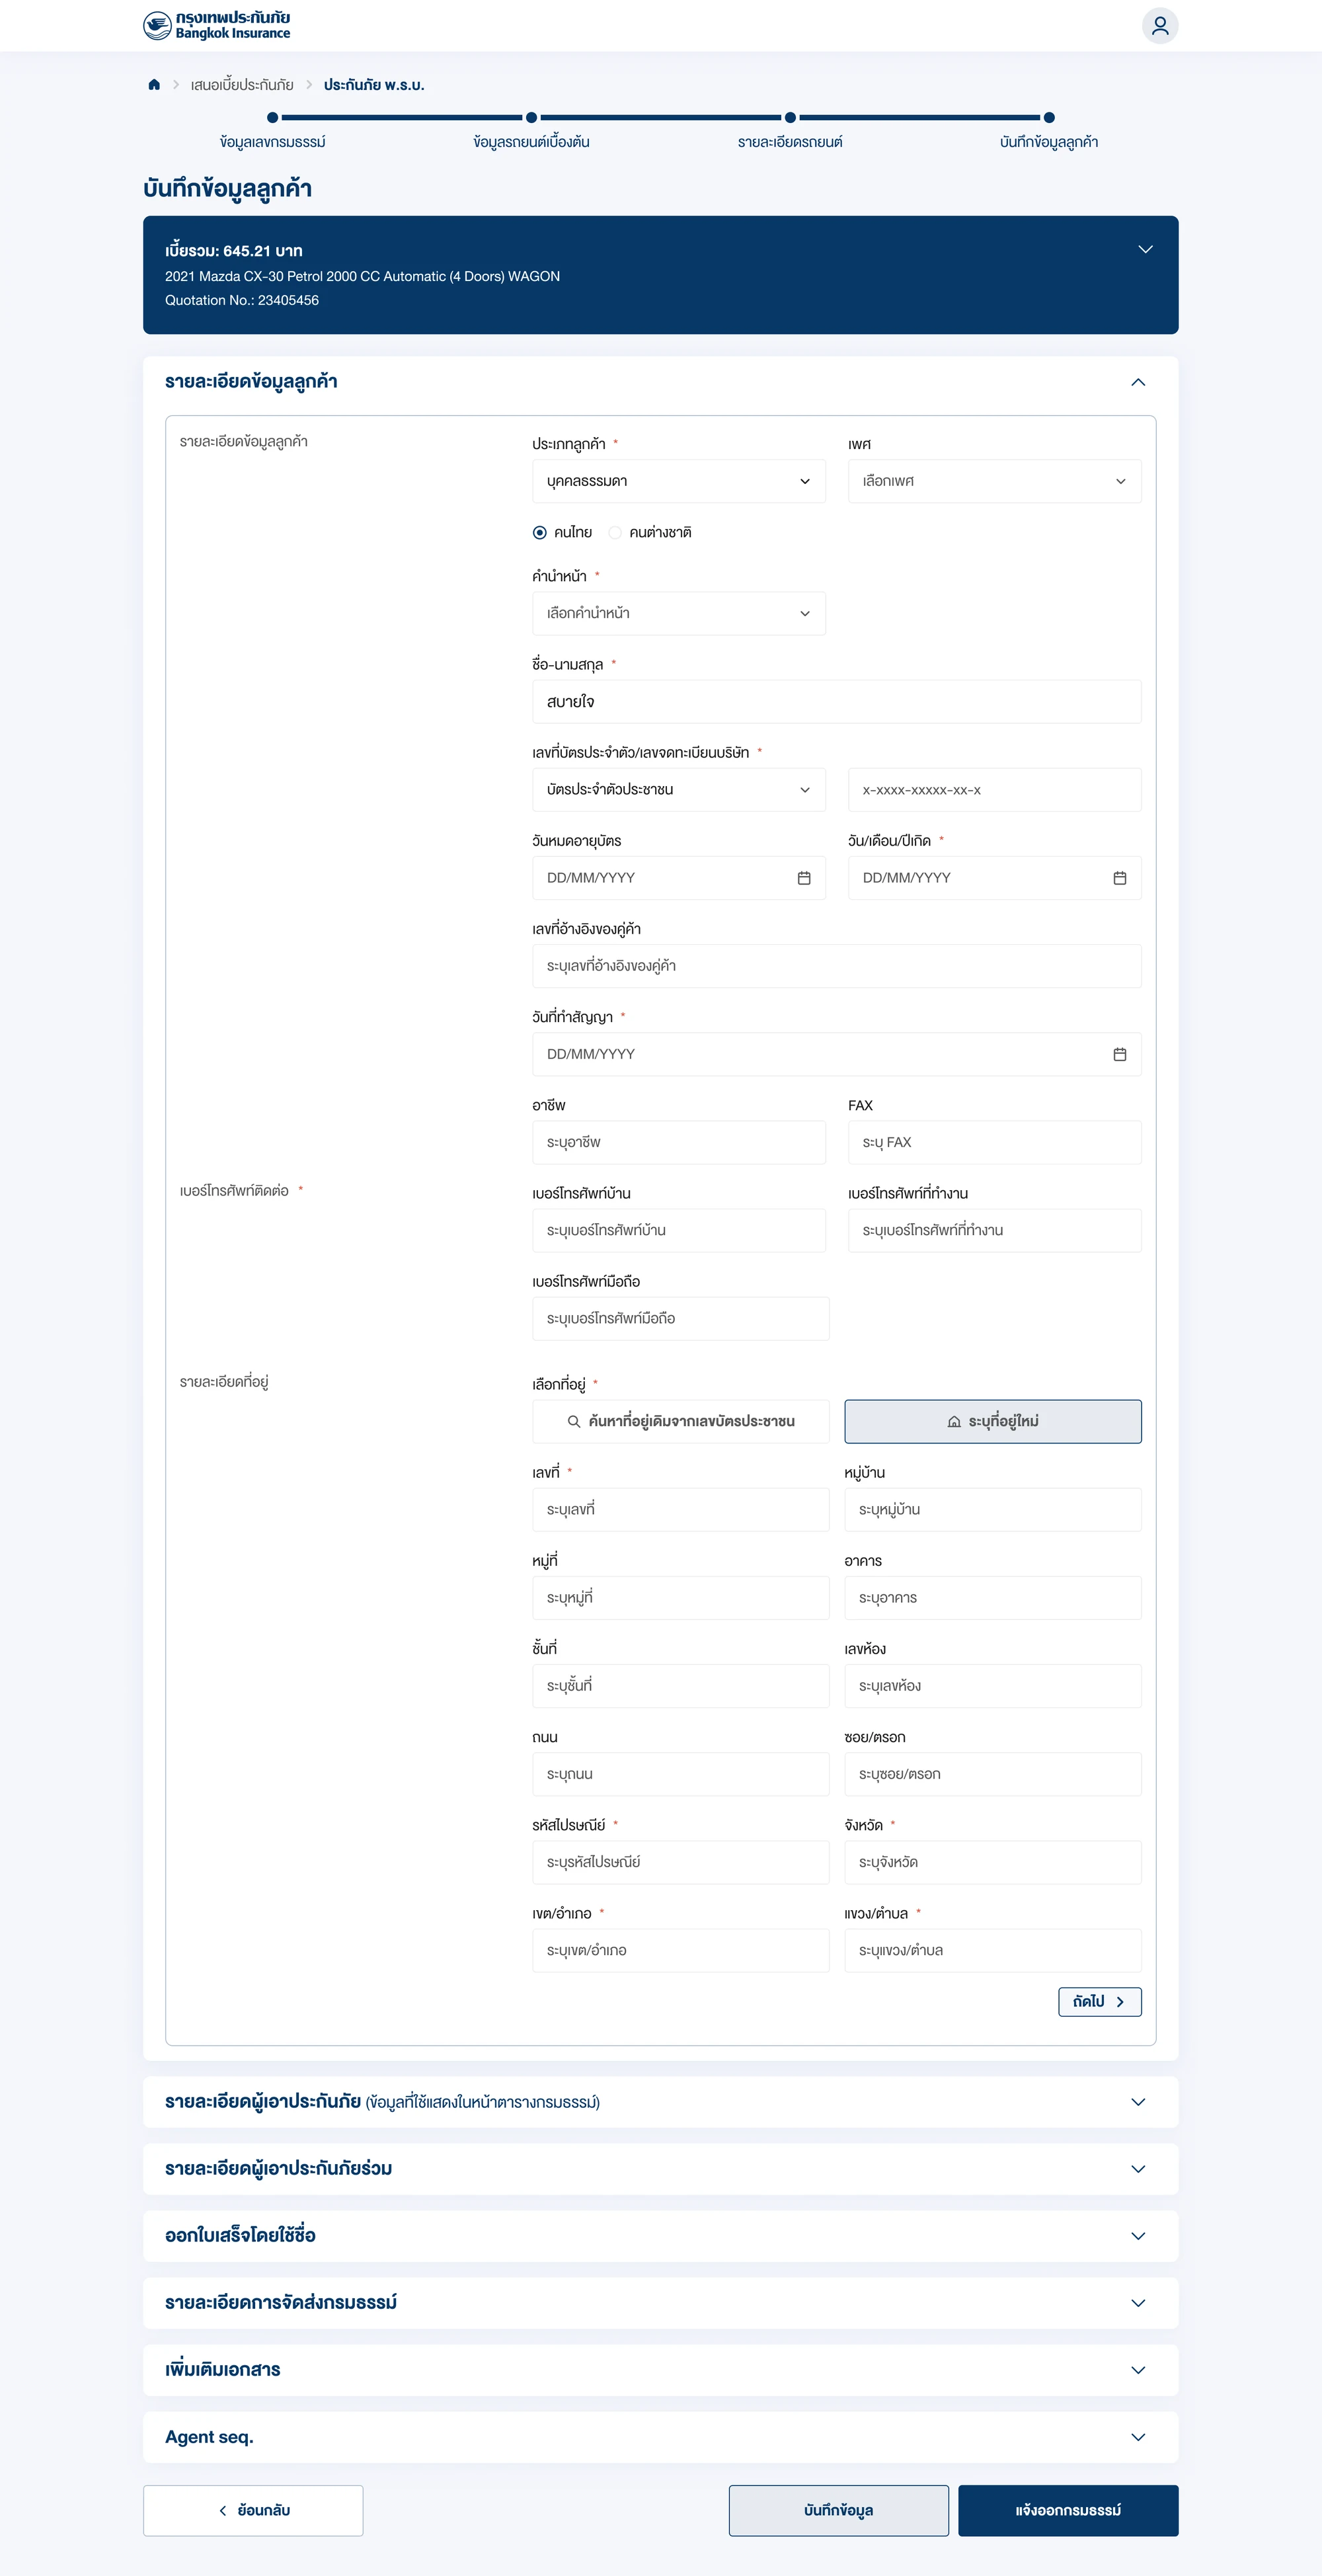 กรุงเทพประกันภัย
Bangkok Insurance
เสนอเบี้ยประกันภัย > ประกันภัย พ.ร.บ.
ข้อมูลเลขกรมธรรม์ ข้อมูลรถยนต์เบื้องต้น รายละเอียดรถยนต์ บันทึกข้อมูลลูกค้า
บันทึกข้อมูลลูกค้า
เบี้ยรวม: 645.21 บาท
2021 Mazda CX-30 Petrol 2000 CC Automatic (4 Doors) WAGON
Quotation No.: 23405456
รายละเอียดข้อมูลลูกค้า
รายละเอียดข้อมูลลูกค้า
ประเภทลูกค้า * เพศ
บุคคลธรรมดา เลือกเพศ
คนไทย คนต่างชาติ
คำนำหน้า *
เลือกคำนำหน้า
ชื่อ-นามสกุล *
สบายใจ
เลขที่บัตรประจำตัว/เลขจดทะเบียนบริษัท *
บัตรประจำตัวประชาชน x-xxxx-xxxxx-xx-x
วันหมดอายุบัตร วัน/เดือน/ปีเกิด *
DD/MM/YYYY DD/MM/YYYY
เลขที่อ้างอิงของคู่ค้า
ระบุเลขที่อ้างอิงของคู่ค้า
วันที่ทำสัญญา *
DD/MM/YYYY
อาชีพ FAX
ระบุอาชีพ ระบุ FAX
เบอร์โทรศัพท์ติดต่อ *
เบอร์โทรศัพท์บ้าน เบอร์โทรศัพท์ที่ทำงาน
ระบุเบอร์โทรศัพท์บ้าน ระบุเบอร์โทรศัพท์ที่ทำงาน
เบอร์โทรศัพท์มือถือ
ระบุเบอร์โทรศัพท์มือถือ
รายละเอียดที่อยู่
เลือกที่อยู่ *
ค้นหาที่อยู่เดิมจากเลขบัตรประชาชน ระบุที่อยู่ใหม่
เลขที่ * หมู่บ้าน
ระบุเลขที่ ระบุหมู่บ้าน
หมู่ที่ อาคาร
ระบุหมู่ที่ ระบุอาคาร
ชั้นที่ เลขห้อง
ระบุชั้นที่ ระบุเลขห้อง
ถนน ซอย/ตรอก
ระบุถนน ระบุซอย/ตรอก
รหัสไปรษณีย์ * จังหวัด *
ระบุรหัสไปรษณีย์ ระบุจังหวัด
เขต/อำเภอ * แขวง/ตำบล *
ระบุเขต/อำเภอ ระบุแขวง/ตำบล
ถัดไป
รายละเอียดผู้เอาประกันภัย (ข้อมูลที่ใช้แสดงในหน้าตารางกรมธรรม์)
รายละเอียดผู้เอาประกันภัยร่วม
ออกใบเสร็จโดยใช้ชื่อ
รายละเอียดการจัดส่งกรมธรรม์
เพิ่มเติมเอกสาร
Agent seq.
ย้อนกลับ บันทึกข้อมูล แจ้งออกกรมธรรม์